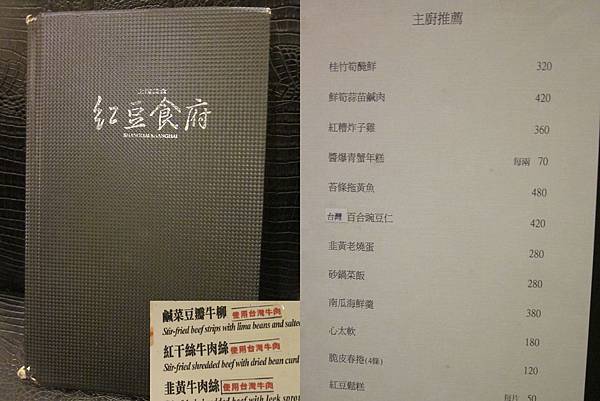 紅豆食府
SHANGHAI SHANGHAI
鹹菜豆瓣牛柳 使用台灣牛肉
Stir-fried beef strips with lima beans and salted
紅干絲牛肉絲 使用台灣牛肉
Stir-fried shredded beef with dried bean curd
韭黃牛肉絲 使用台灣牛肉
主廚推薦
桂竹筍醃鮮 320
鮮筍蒜苗鹹肉 420
紅糟炸子雞 360
醬爆青蟹年糕 每兩 70
苔條拖黃魚 480
台灣 百合豌豆仁 420
韭黃老燒蛋 280
砂鍋菜飯 280
南瓜海鮮羹 380
心太軟 180
脆皮春捲(4條) 120
紅豆鬆糕 每片 50